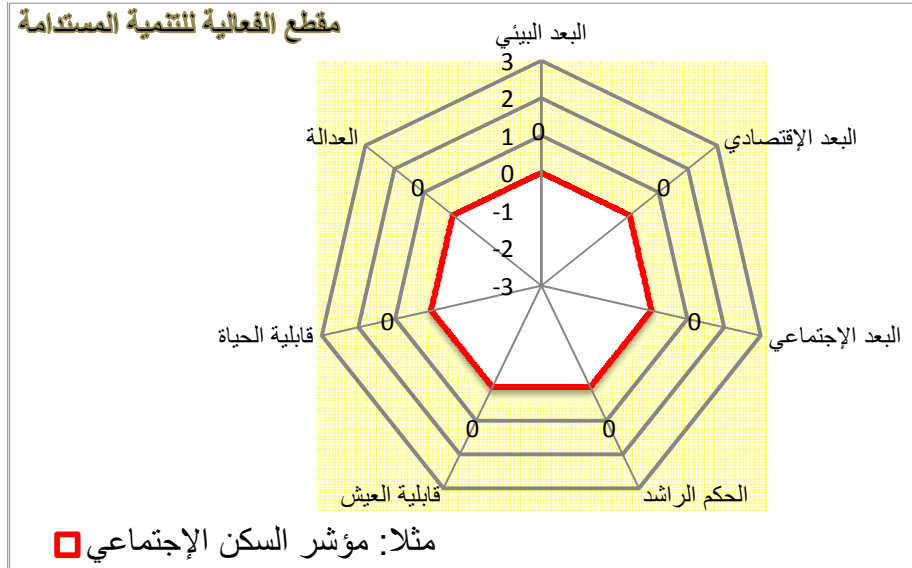 مقطع الفعالية للتنمية المستدامة
البعد البيئي
3
2
1
0
0
-1
-2
-3
البعد الإقتصادي
0
البعد الإجتماعي
0
الحكم الراشد
0
قابلية العيش
0
قابلية الحياة
0
العدالة
0
مثلا: مؤشر السكن الإجتماعي